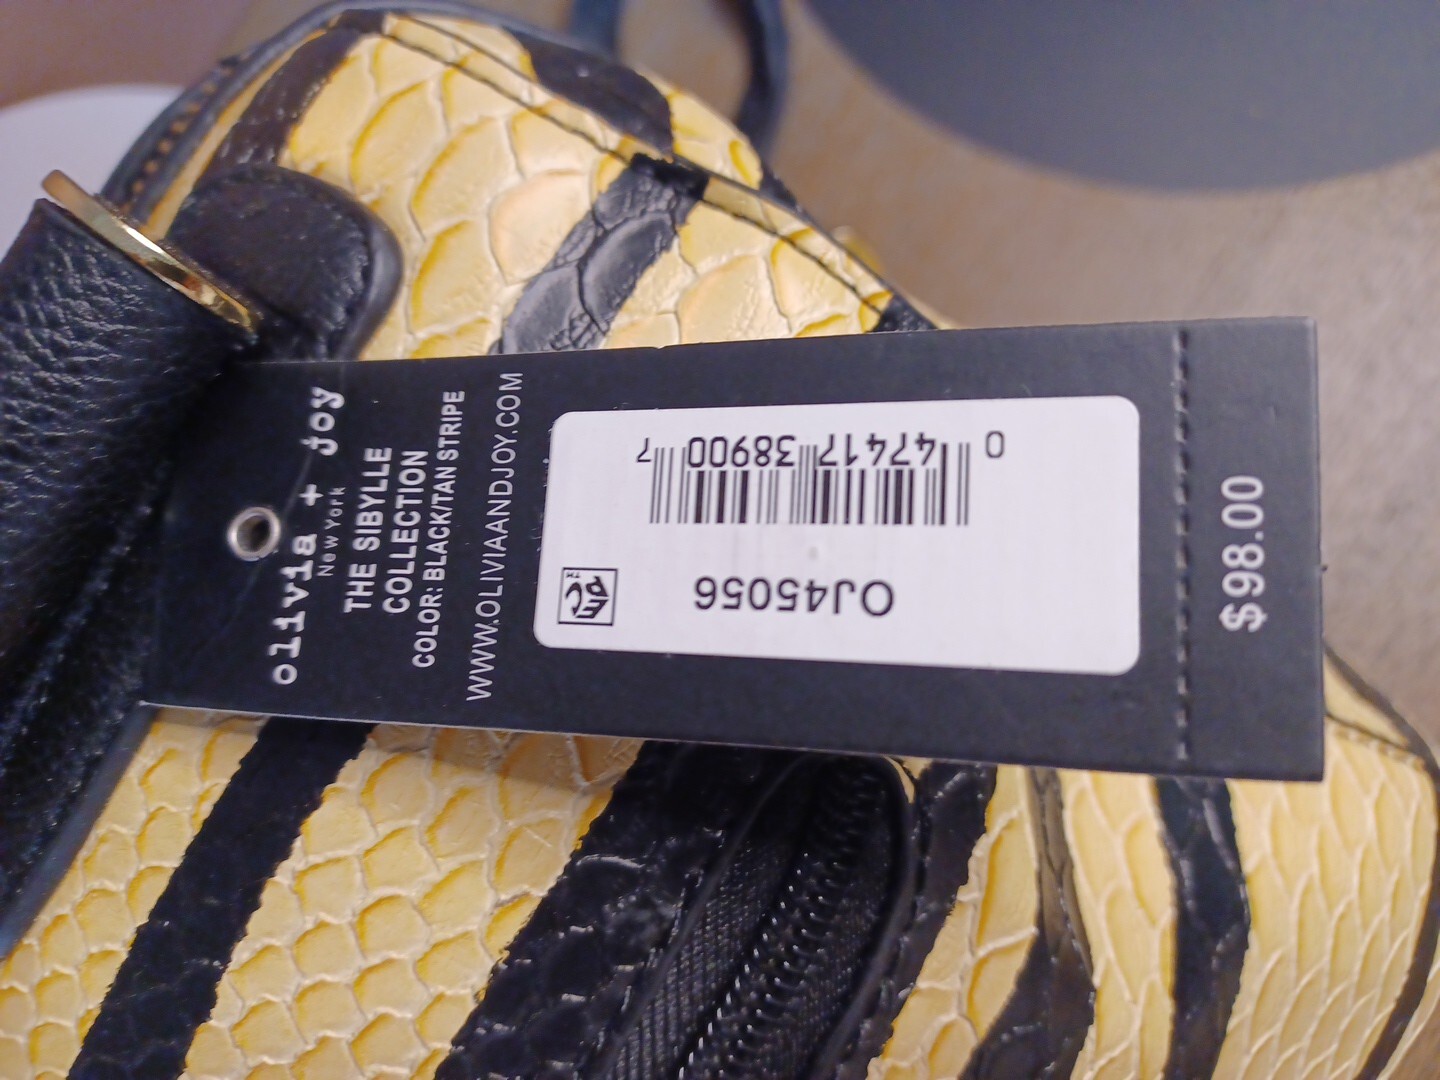 olivia + joy
New York
THE SIBYLLE
COLLECTION
COLOR: BLACK/TAN STRIPE
WWW.OLIVIAANDJOY.COM
OJ45056
0 47417 38900 7
$98.00